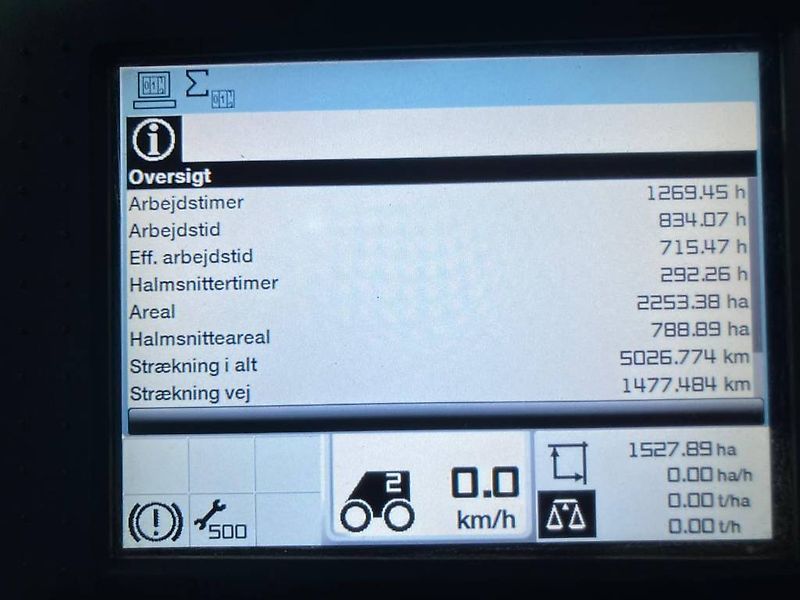 Oversigt
Arbejdstimer 1269.45 h
Arbejdstid 834.07 h
Eff. arbejdstid 715.47 h
Halmsnittertimer 292.26 h
Areal 2253.38 ha
Halmsnitteareal 788.89 ha
Strækning i alt 5026.774 km
Strækning vej 1477.484 km
500
2
0.0
km/h
1527.89 ha
0.00 ha/h
0.00 t/ha
0.00 t/h